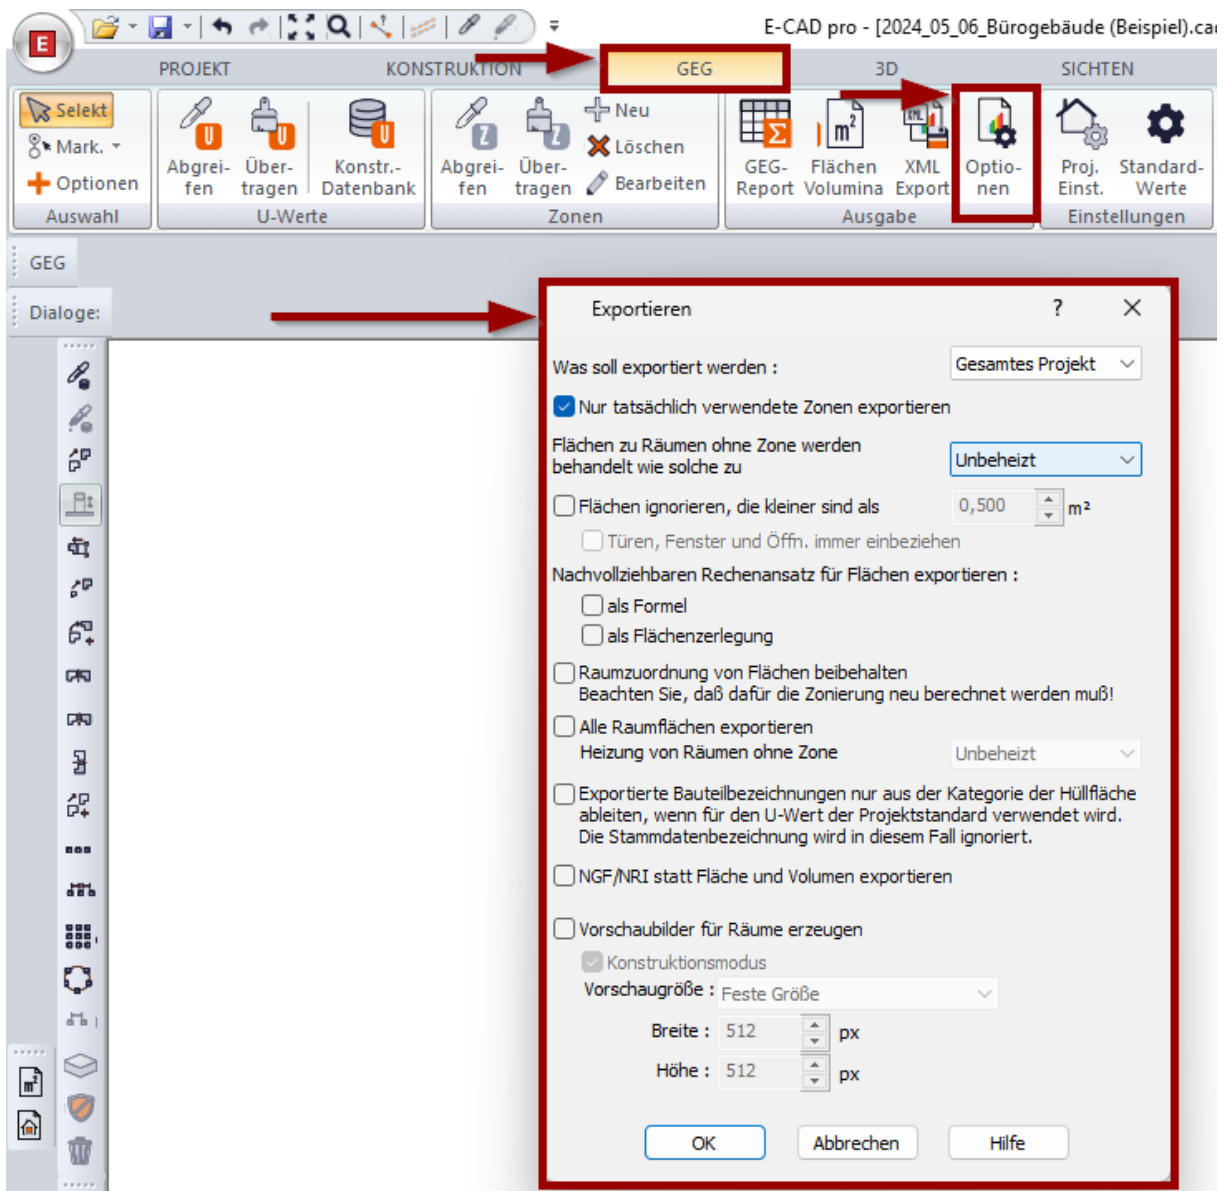 E
E-CAD pro - [2024_05_06_Bürogebäude (Beispiel).cad
PROJEKT KONSTRUKTION GEG 3D SICHTEN
Selekt
Mark.
Optionen
Auswahl
U
Abgrei-
fen
U
Über-
tragen
U
Konstr.-
Datenbank
U-Werte
Z
Abgrei-
fen
Z
Über-
tragen
Neu
Löschen
Bearbeiten
Zonen
Σ
GEG-
Report
m²
Flächen
Volumina
XML
XML
Export
Optio-
nen
Ausgabe
Proj.
Einst.
Standard-
Werte
Einstellungen
GEG
Dialoge:
m²
Exportieren ?
Was soll exportiert werden : Gesamtes Projekt
Nur tatsächlich verwendete Zonen exportieren
Flächen zu Räumen ohne Zone werden
behandelt wie solche zu Unbeheizt
Flächen ignorieren, die kleiner sind als 0,500 m²
Türen, Fenster und Öffn. immer einbeziehen
Nachvollziehbaren Rechenansatz für Flächen exportieren :
als Formel
als Flächenzerlegung
Raumzuordnung von Flächen beibehalten
Beachten Sie, daß dafür die Zonierung neu berechnet werden muß!
Alle Raumflächen exportieren
Heizung von Räumen ohne Zone Unbeheizt
Exportierte Bauteilbezeichnungen nur aus der Kategorie der Hüllfläche
ableiten, wenn für den U-Wert der Projektstandard verwendet wird.
Die Stammdatenbezeichnung wird in diesem Fall ignoriert.
NGF/NRI statt Fläche und Volumen exportieren
Vorschaubilder für Räume erzeugen
Konstruktionsmodus
Vorschaugröße : Feste Größe
Breite : 512 px
Höhe : 512 px
OK Abbrechen Hilfe